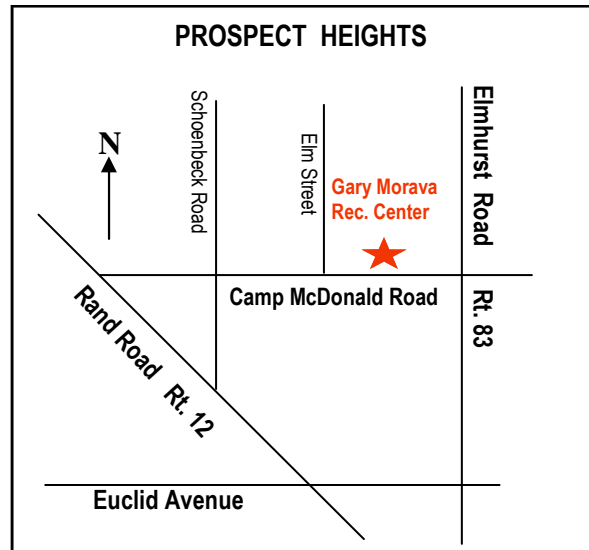 PROSPECT HEIGHTS
Schoenbeck Road
Elm Street
Elmhurst Road
N
Gary Morava
Rec. Center
Camp McDonald Road
Rand Road Rt. 12
Rt. 83
Euclid Avenue